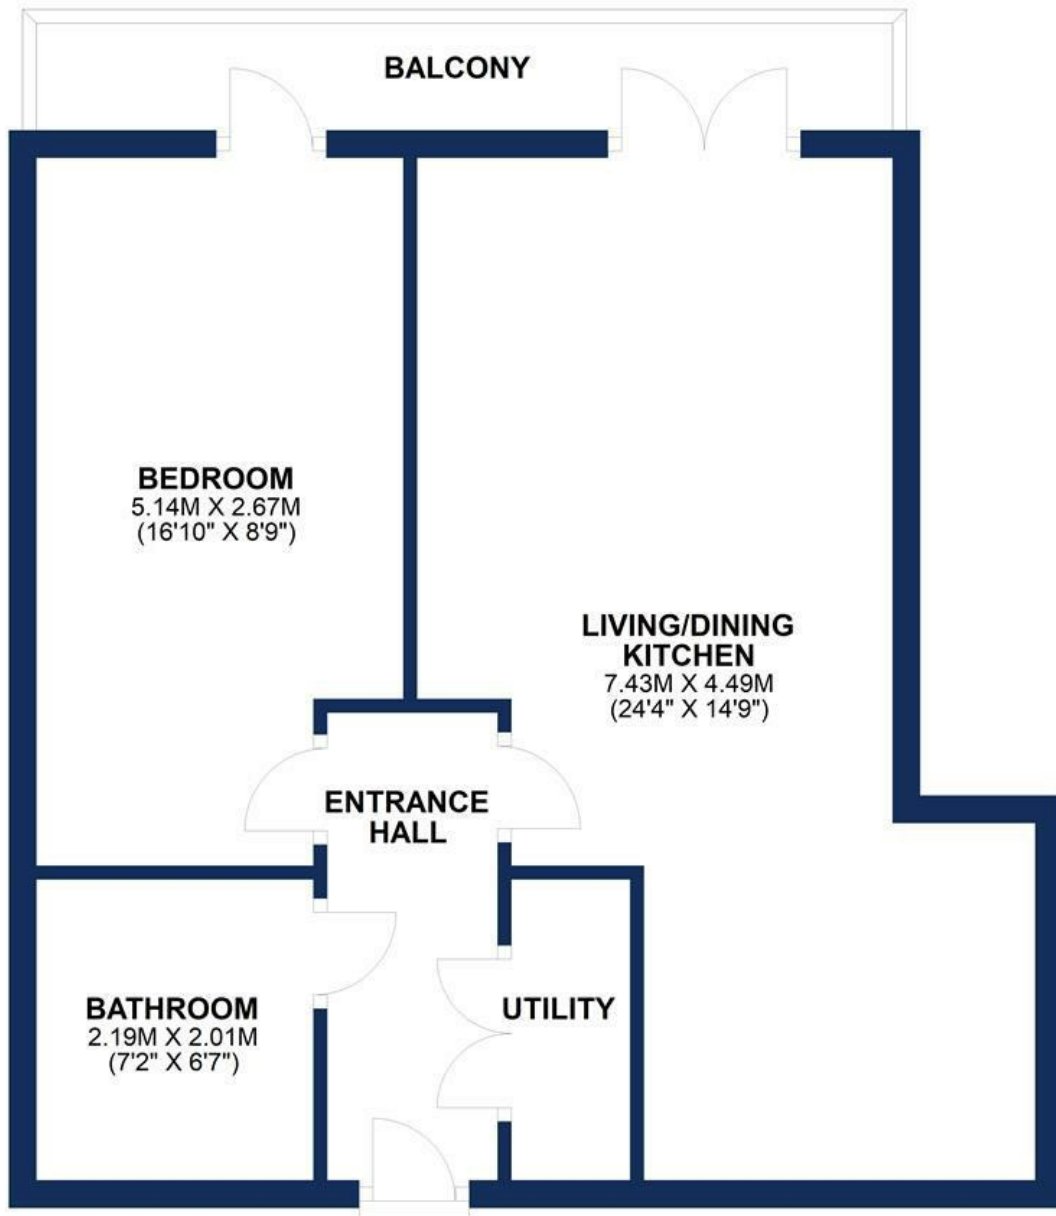 BALCONY
BEDROOM
5.14M X 2.67M
(16'10" X 8'9")
LIVING/DINING
KITCHEN
7.43M X 4.49M
(24'4" X 14'9")
ENTRANCE
HALL
BATHROOM
2.19M X 2.01M
(7'2" X 6'7")
UTILITY